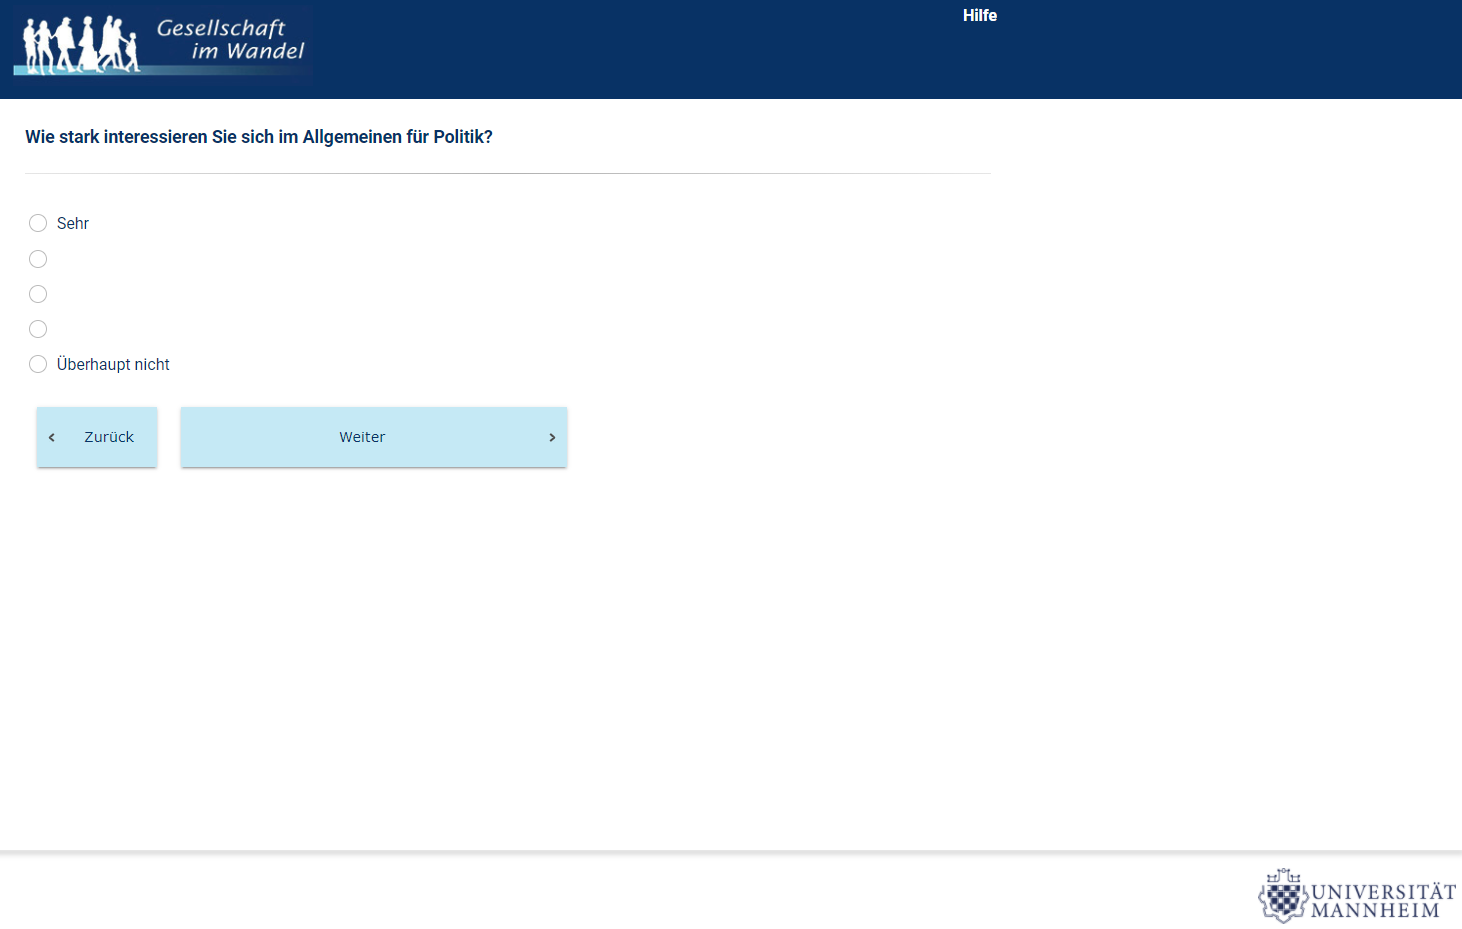 Gesellschaft
im Wandel
Hilfe
Wie stark interessieren Sie sich im Allgemeinen für Politik?
Sehr
Überhaupt nicht
Zurück
Weiter
UNIVERSITÄT
MANNHEIM